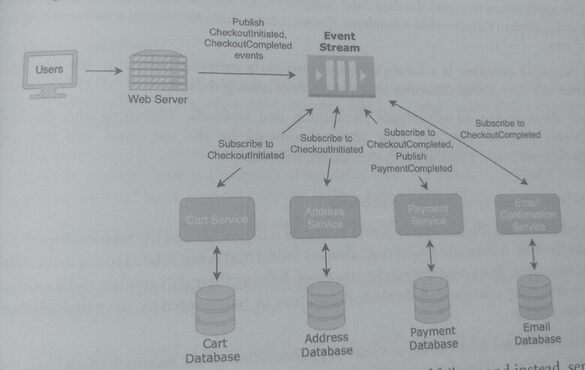 Publish
CheckoutInitiated,
CheckoutCompleted
events
Event
Stream
Users
Web Server
Subscribe to
CheckoutInitiated
Subscribe to
CheckoutInitiated
Subscribe to
CheckoutCompleted,
Publish
PaymentCompleted
Subscribe to
CheckoutCompleted
Cart Service
Address
Service
Payment
Service
Email
Confirmation
Service
Cart
Database
Address
Database
Payment
Database
Email
Database
and instead, ser